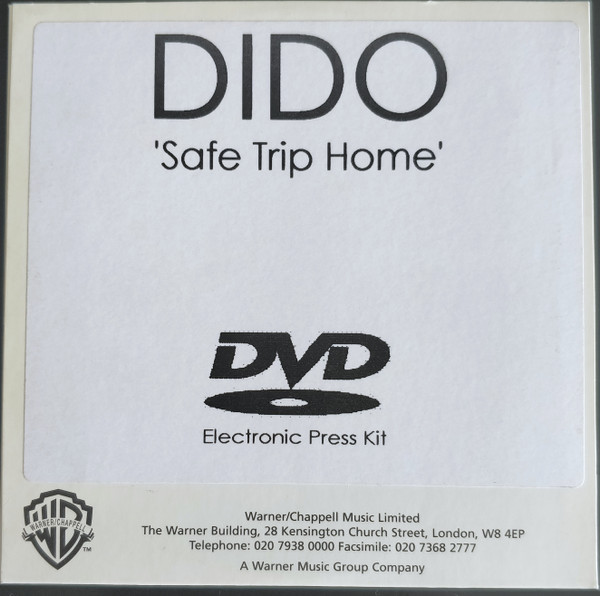 DIDO
'Safe Trip Home'
DVD
Electronic Press Kit
WARNER/CHAPPELL
TM
Warner/Chappell Music Limited
The Warner Building, 28 Kensington Church Street, London, W8 4EP
Telephone: 020 7938 0000 Facsimile: 020 7368 2777
A Warner Music Group Company